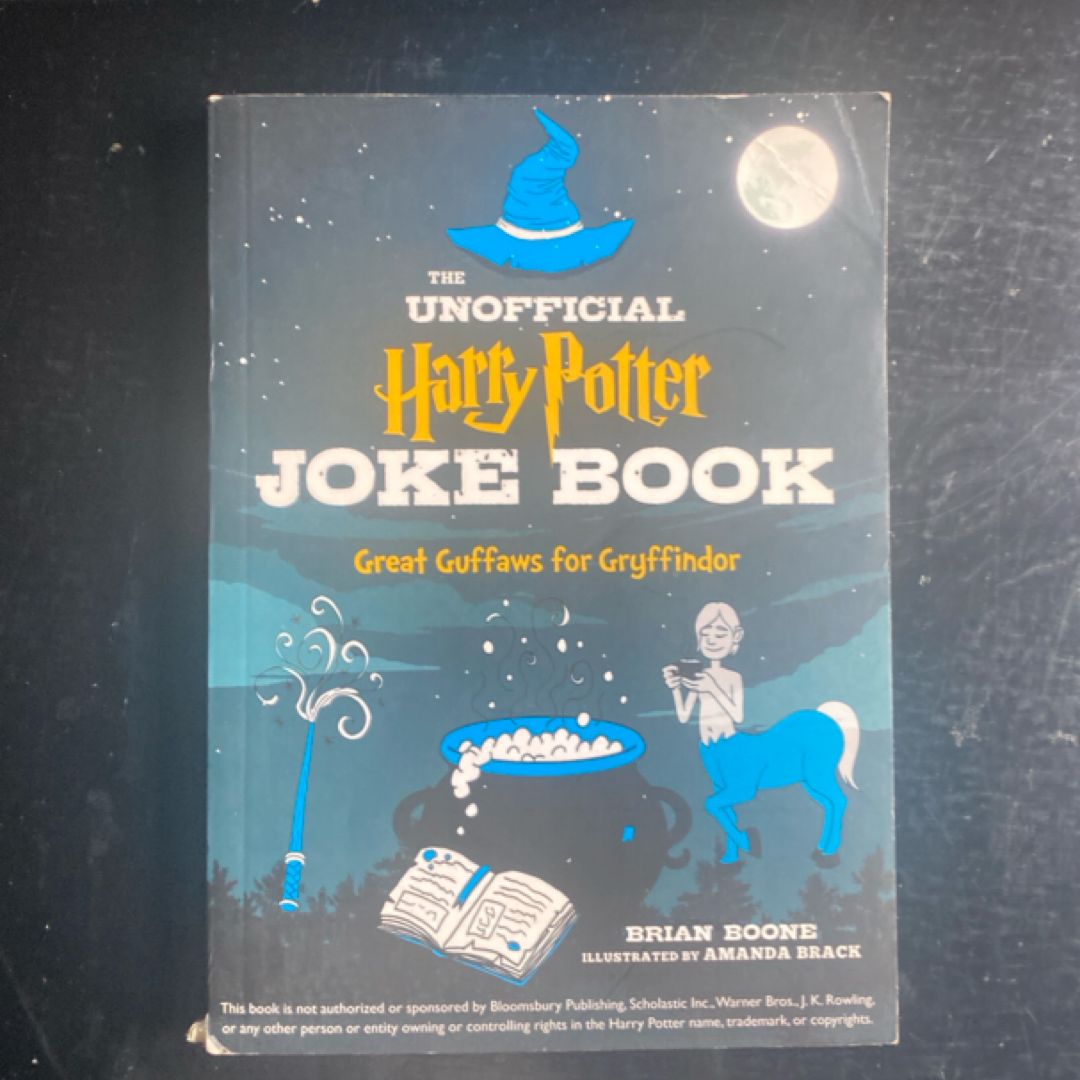 THE
UNOFFICIAL
Harry Potter
JOKE BOOK
Great Guffaws for Gryffindor
BRIAN BOONE
ILLUSTRATED BY AMANDA BRACK
This book is not authorized or sponsored by Bloomsbury Publishing, Scholastic Inc., Warner Bros., J. K. Rowling,
or any other person or entity owning or controlling rights in the Harry Potter name, trademark, or copyrights.